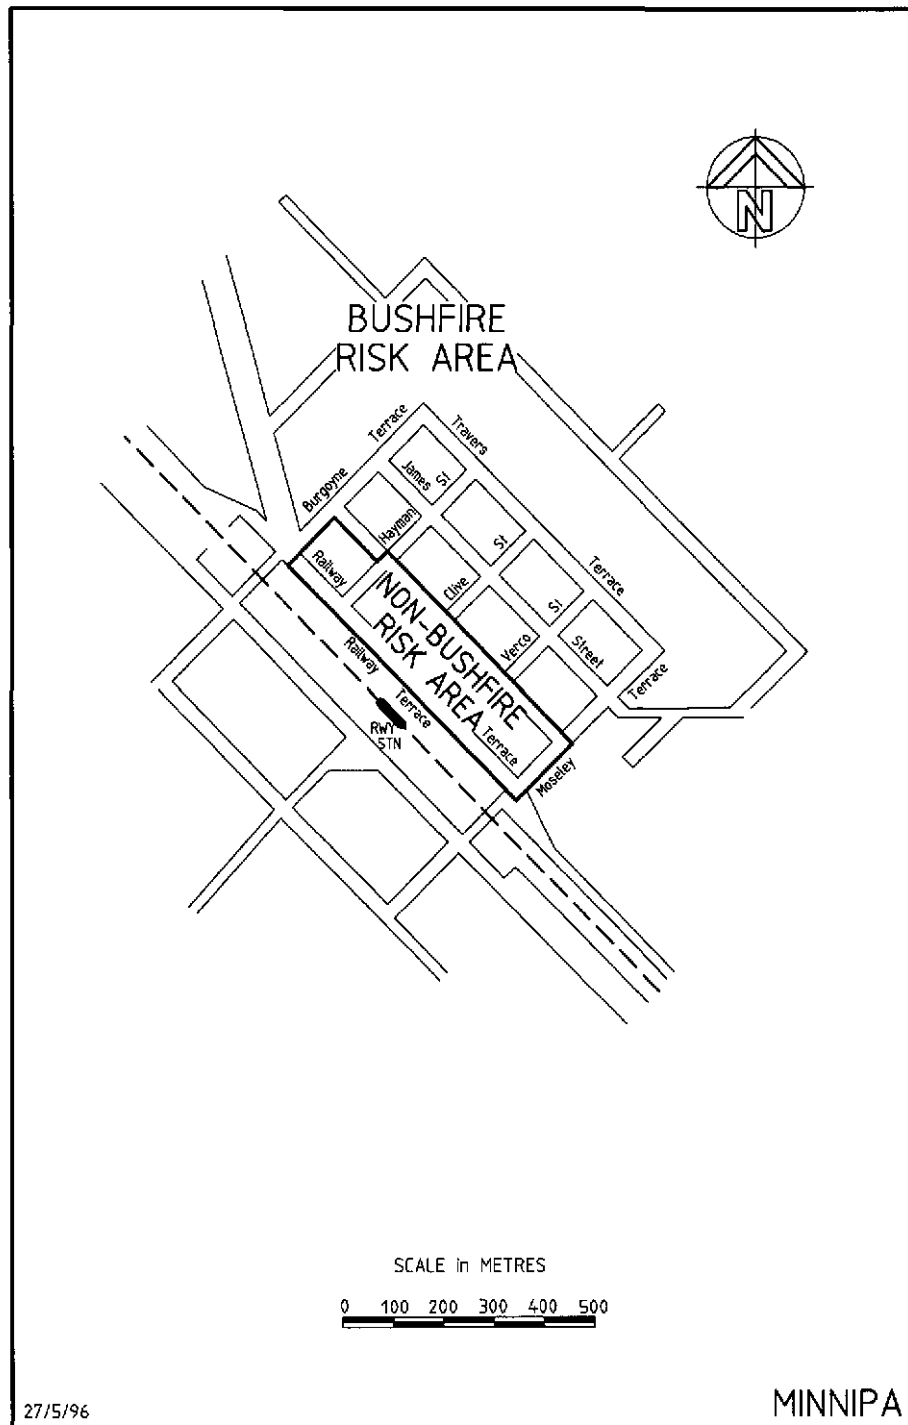 N
BUSHFIRE
RISK AREA
Burgoyne Terrace
Travers Terrace
James Street
Hayman St
Clive St
Verco St
Railway Terrace
NON-BUSHFIRE
RISK AREA
Railway Terrace
RWY
STN
Moseley Terrace
SCALE in METRES
0 100 200 300 400 500
27/5/96
MINNIPA